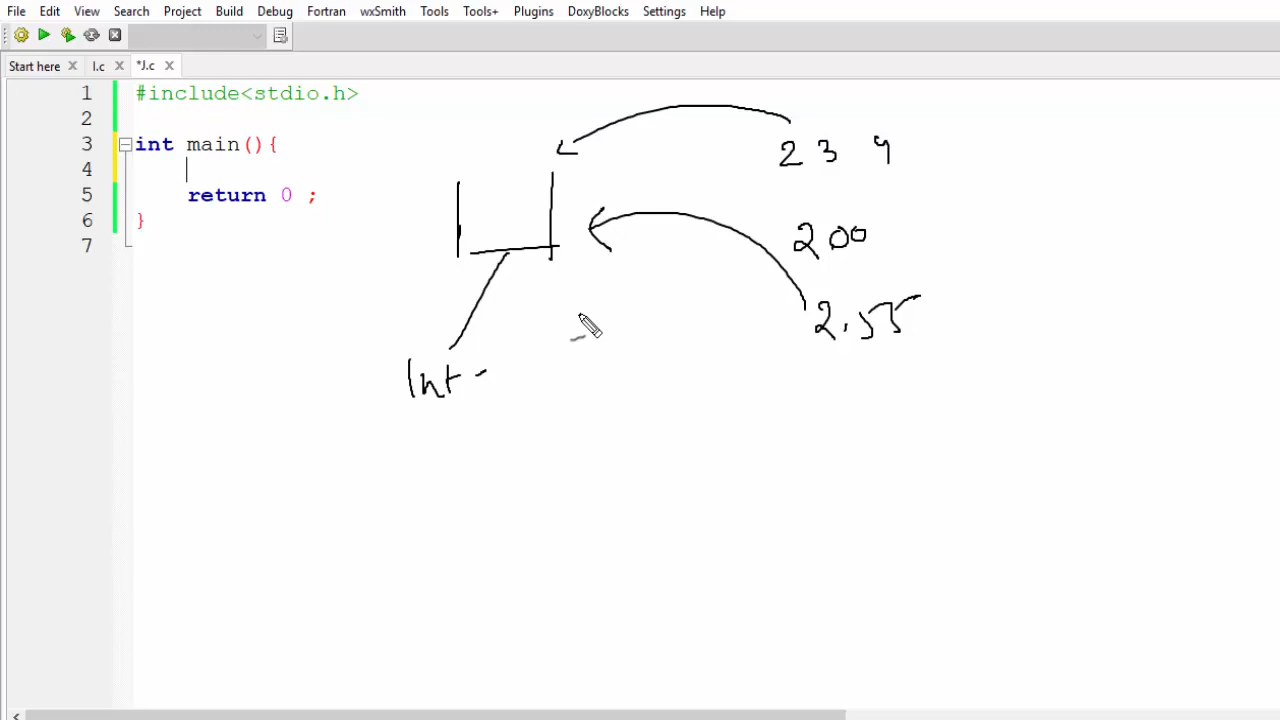 File Edit View Search Project Build Debug Fortran wxSmith Tools Tools+ Plugins DoxyBlocks Settings Help
Start here I.c *J.c
1 #include<stdio.h>
2
3 int main(){
4
5 return 0 ;
6 }
7
2 3 4
200
2.55
Int -